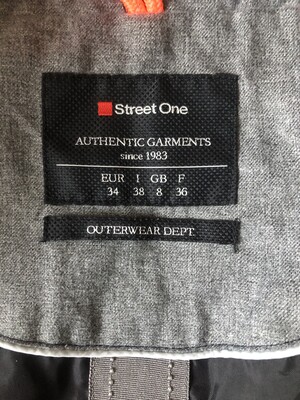 Street One
AUTHENTIC GARMENTS
since 1983
EUR I GB F
34 38 8 36
OUTERWEAR DEPT.